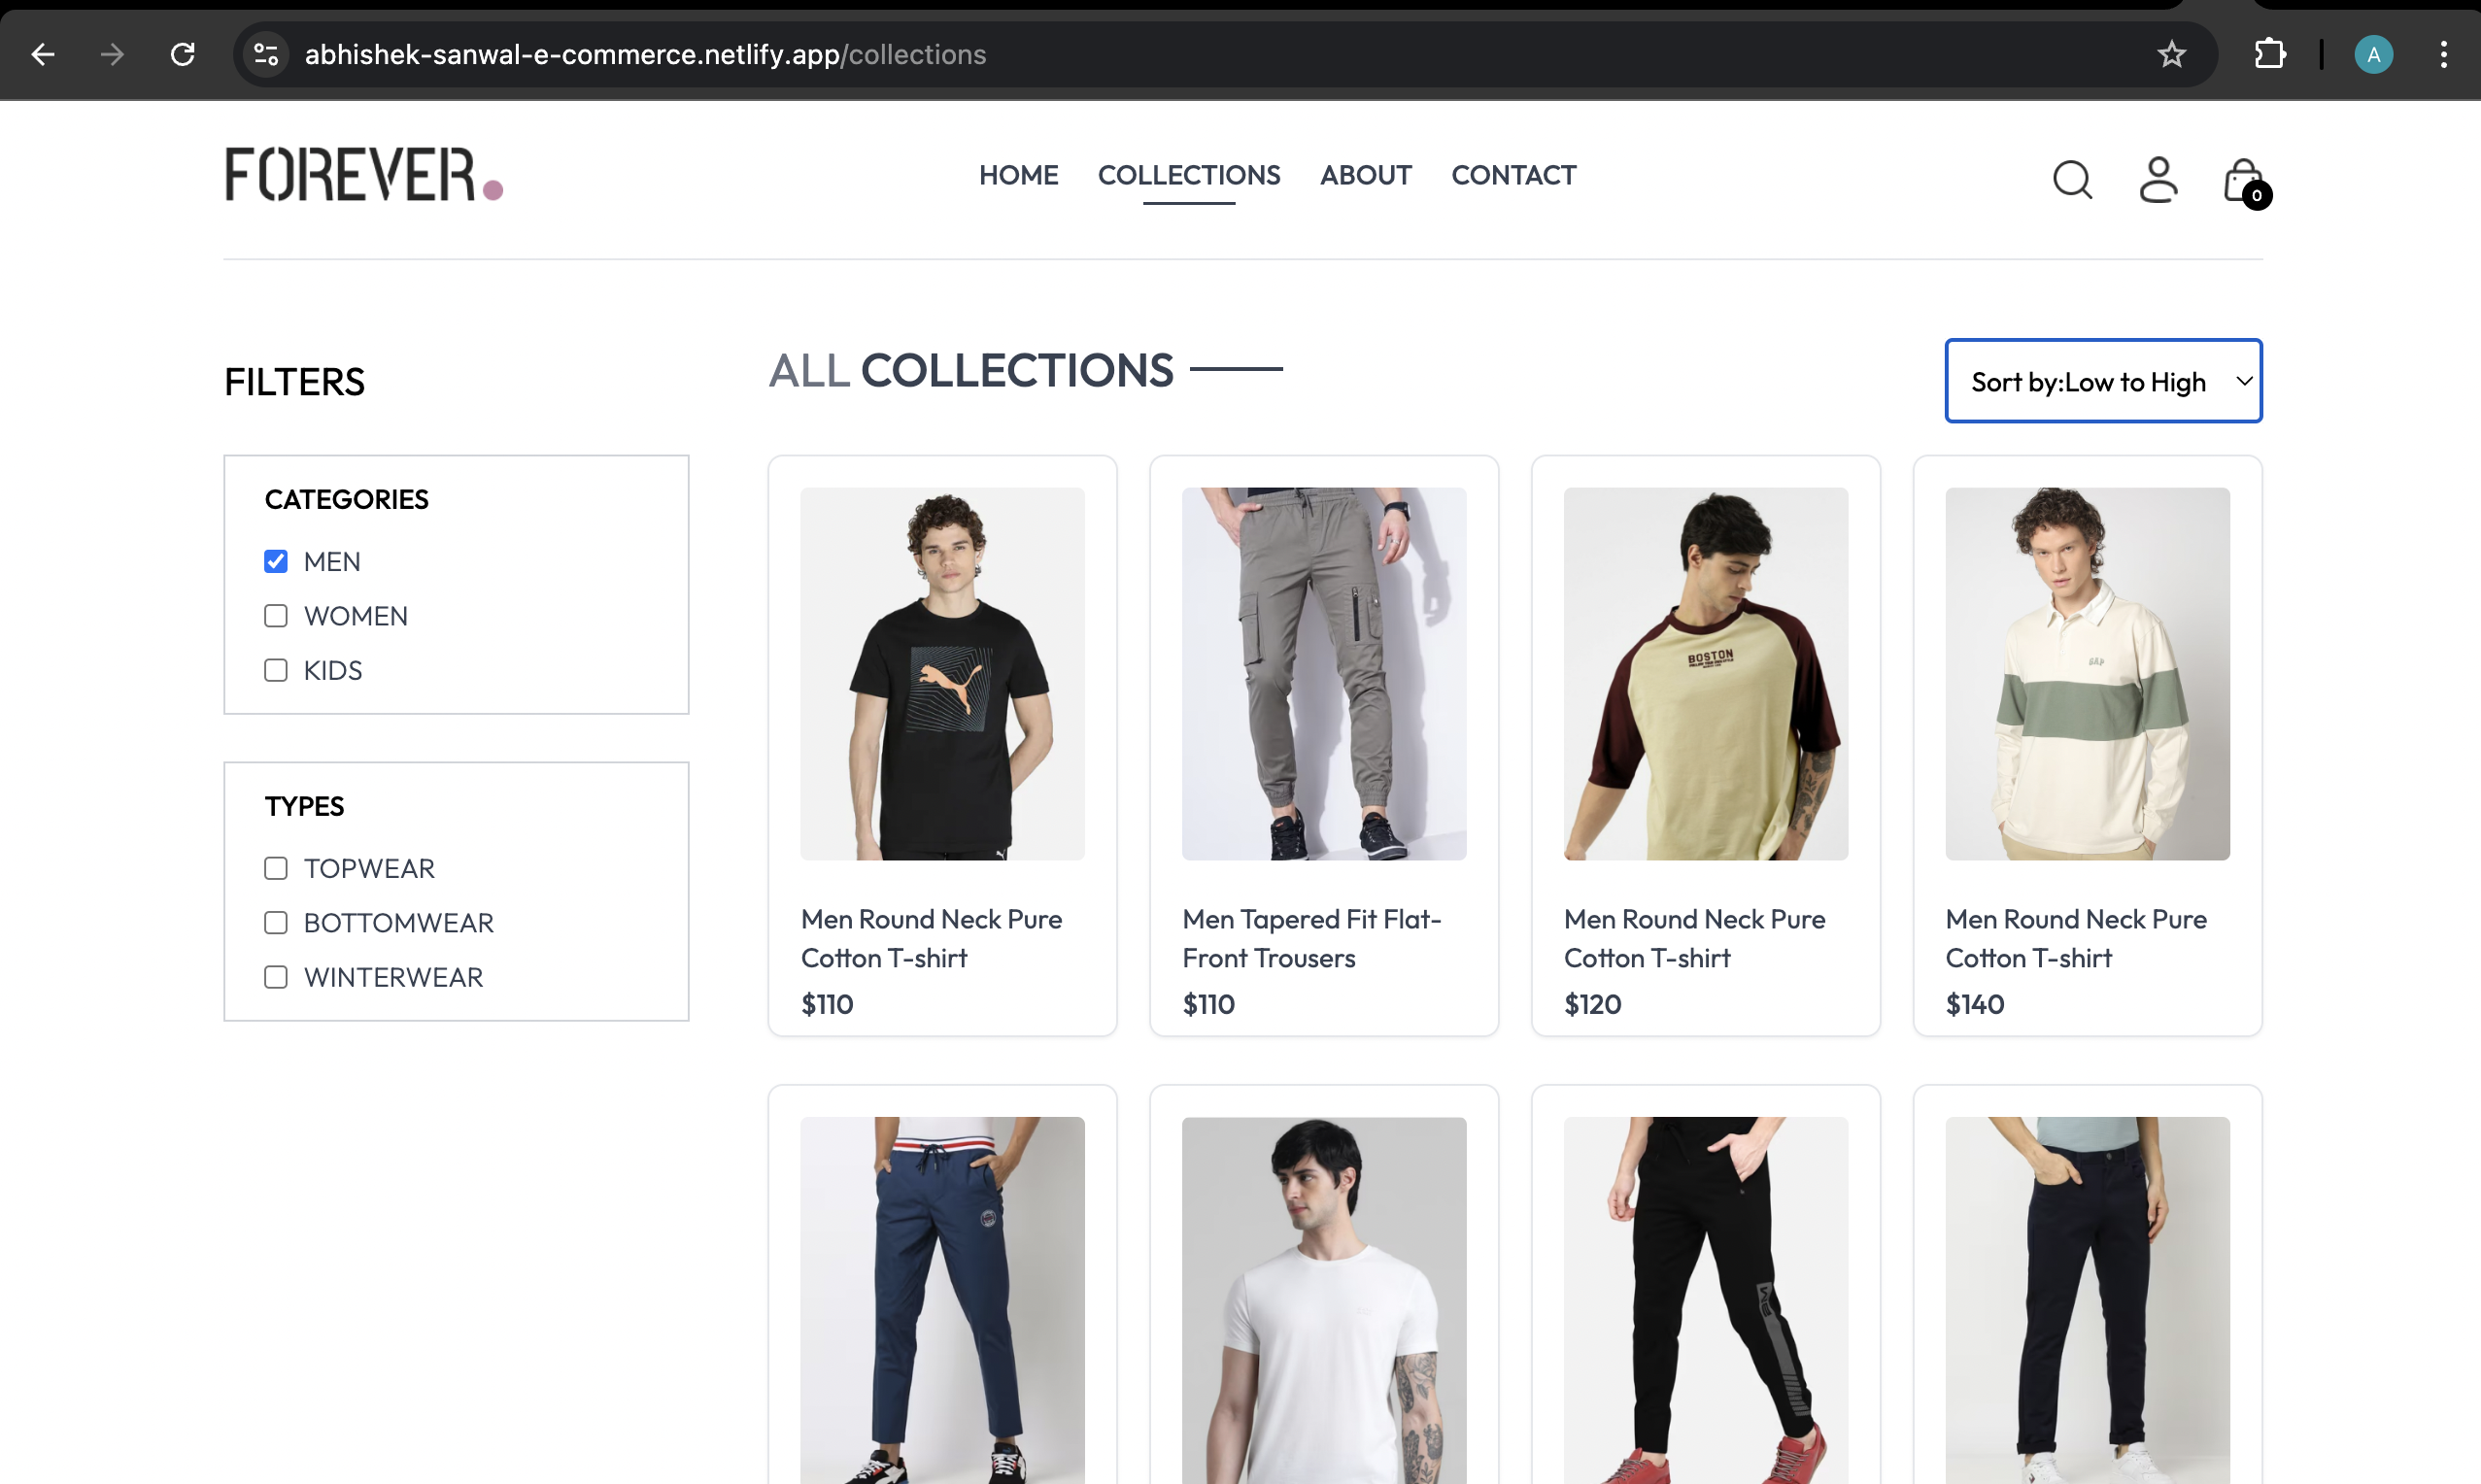 abhishek-sanwal-e-commerce.netlify.app/collections
A
FOREVER.
HOME
COLLECTIONS
ABOUT
CONTACT
0
FILTERS
ALL COLLECTIONS
Sort by:Low to High
CATEGORIES
MEN
WOMEN
KIDS
TYPES
TOPWEAR
BOTTOMWEAR
WINTERWEAR
BOSTON
GAP
Men Round Neck Pure
Cotton T-shirt
$110
Men Tapered Fit Flat-
Front Trousers
$110
Men Round Neck Pure
Cotton T-shirt
$120
Men Round Neck Pure
Cotton T-shirt
$140